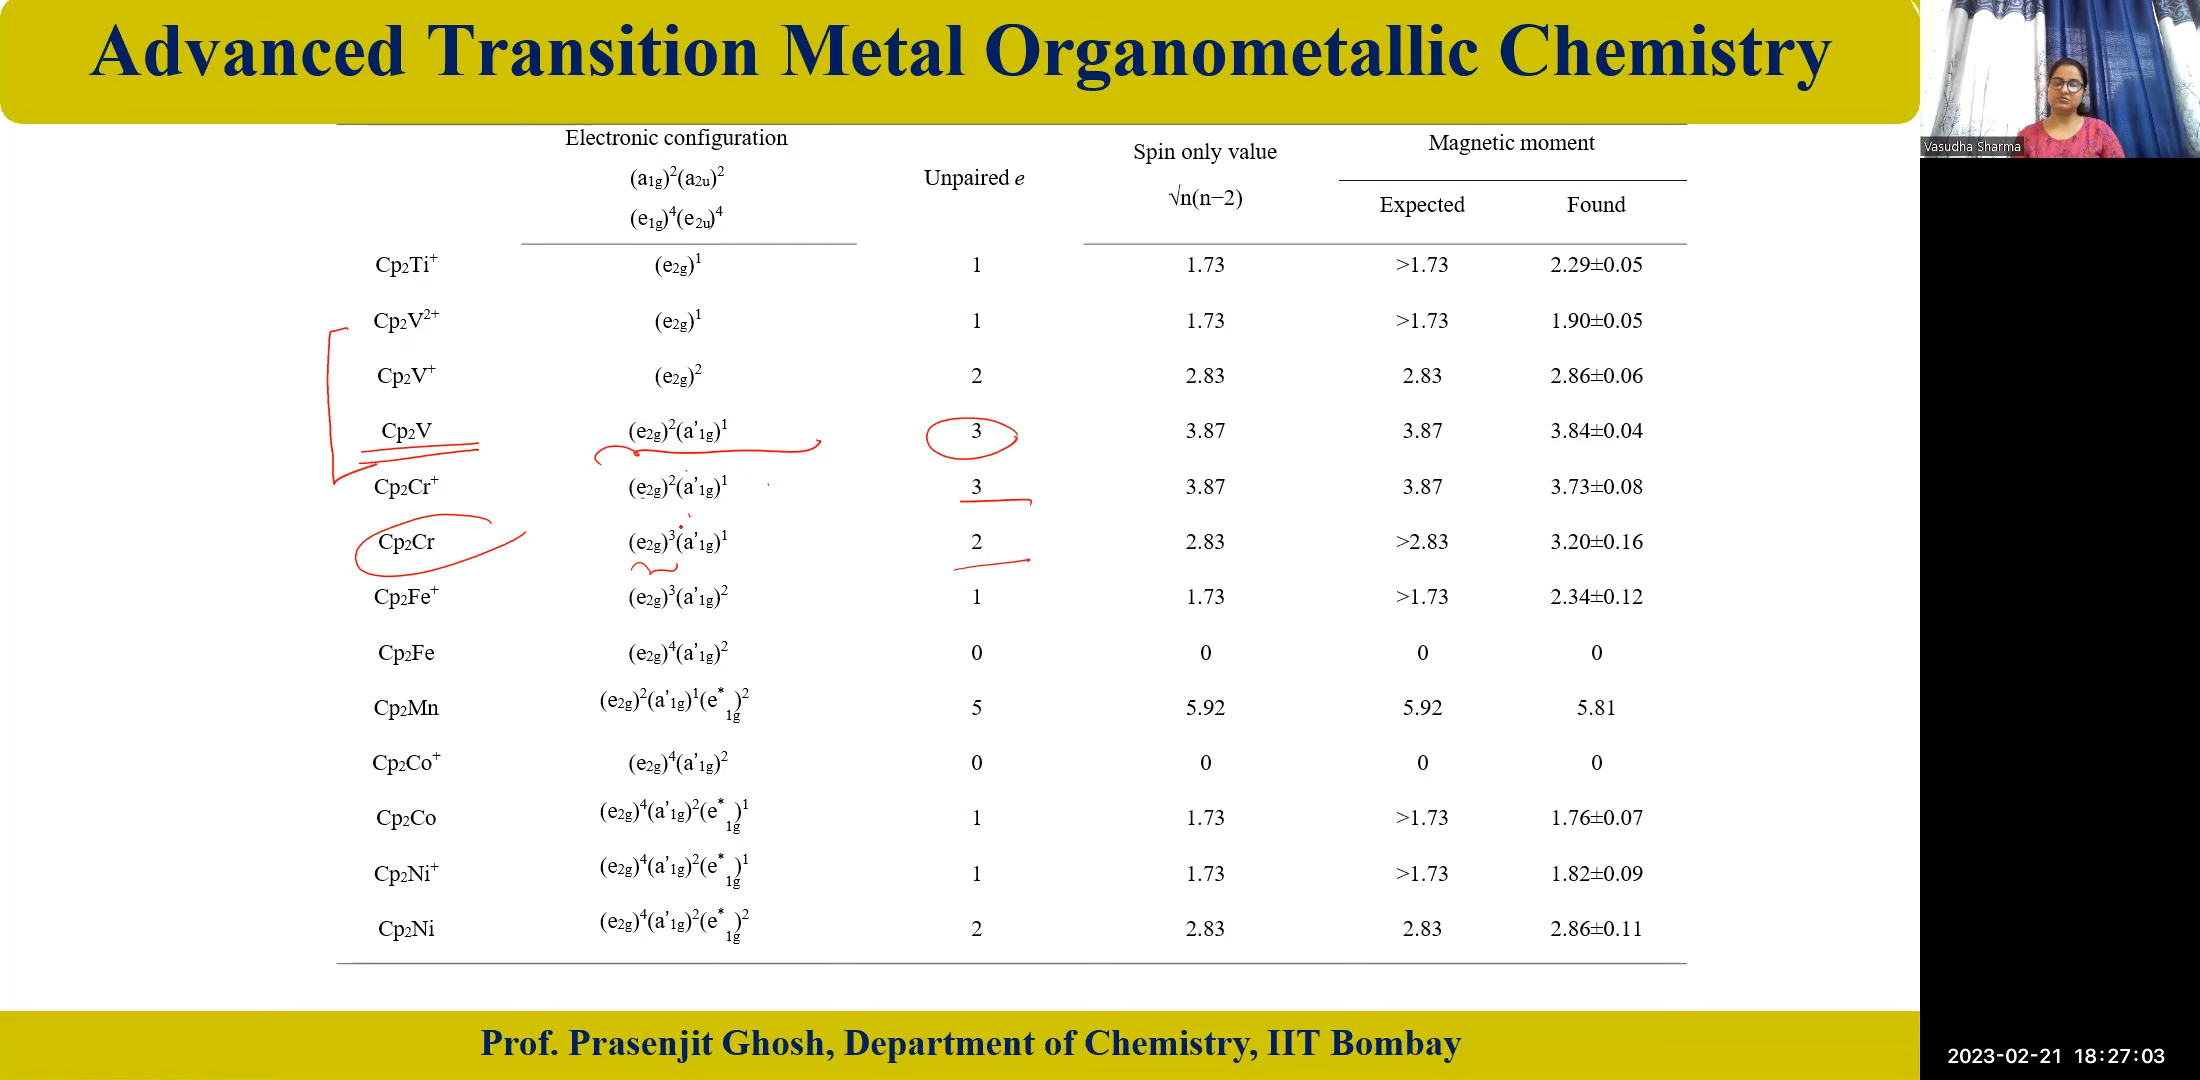 Advanced Transition Metal Organometallic Chemistry
Vasudha Sharma
Electronic configuration
(a₁g)²(a₂ᵤ)²
(e₁g)⁴(e₂ᵤ)⁴
Unpaired e
Spin only value
√n(n−2)
Magnetic moment
Expected Found
Cp₂Ti⁺ (e₂g)¹ 1 1.73 >1.73 2.29±0.05
Cp₂V²⁺ (e₂g)¹ 1 1.73 >1.73 1.90±0.05
Cp₂V⁺ (e₂g)² 2 2.83 2.83 2.86±0.06
Cp₂V (e₂g)²(a’₁g)¹ 3 3.87 3.87 3.84±0.04
Cp₂Cr⁺ (e₂g)²(a’₁g)¹ 3 3.87 3.87 3.73±0.08
Cp₂Cr (e₂g)³(a’₁g)¹ 2 2.83 >2.83 3.20±0.16
Cp₂Fe⁺ (e₂g)³(a’₁g)² 1 1.73 >1.73 2.34±0.12
Cp₂Fe (e₂g)⁴(a’₁g)² 0 0 0 0
Cp₂Mn (e₂g)²(a’₁g)¹(e*₁g)² 5 5.92 5.92 5.81
Cp₂Co⁺ (e₂g)⁴(a’₁g)² 0 0 0 0
Cp₂Co (e₂g)⁴(a’₁g)²(e*₁g)¹ 1 1.73 >1.73 1.76±0.07
Cp₂Ni⁺ (e₂g)⁴(a’₁g)²(e*₁g)¹ 1 1.73 >1.73 1.82±0.09
Cp₂Ni (e₂g)⁴(a’₁g)²(e*₁g)² 2 2.83 2.83 2.86±0.11
Prof. Prasenjit Ghosh, Department of Chemistry, IIT Bombay
2023-02-21 18:27:03